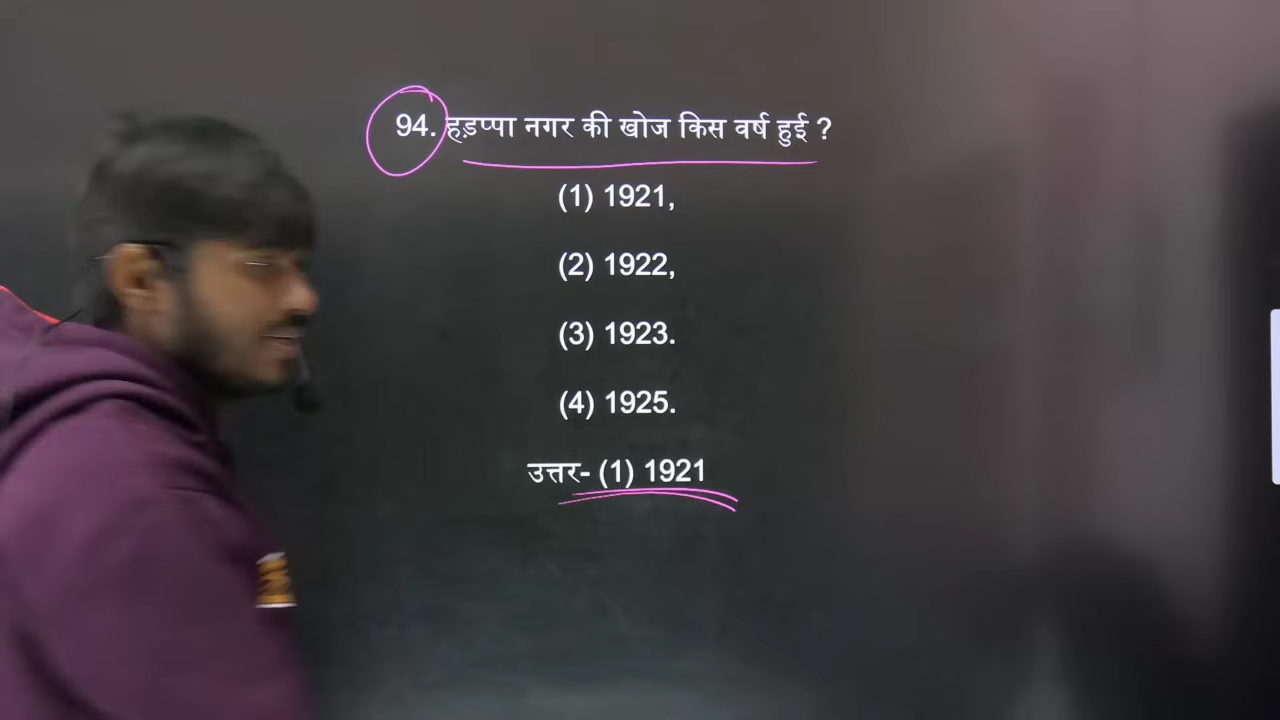 94. हड़प्पा नगर की खोज किस वर्ष हुई ?
(1) 1921,
(2) 1922,
(3) 1923.
(4) 1925.
उत्तर- (1) 1921